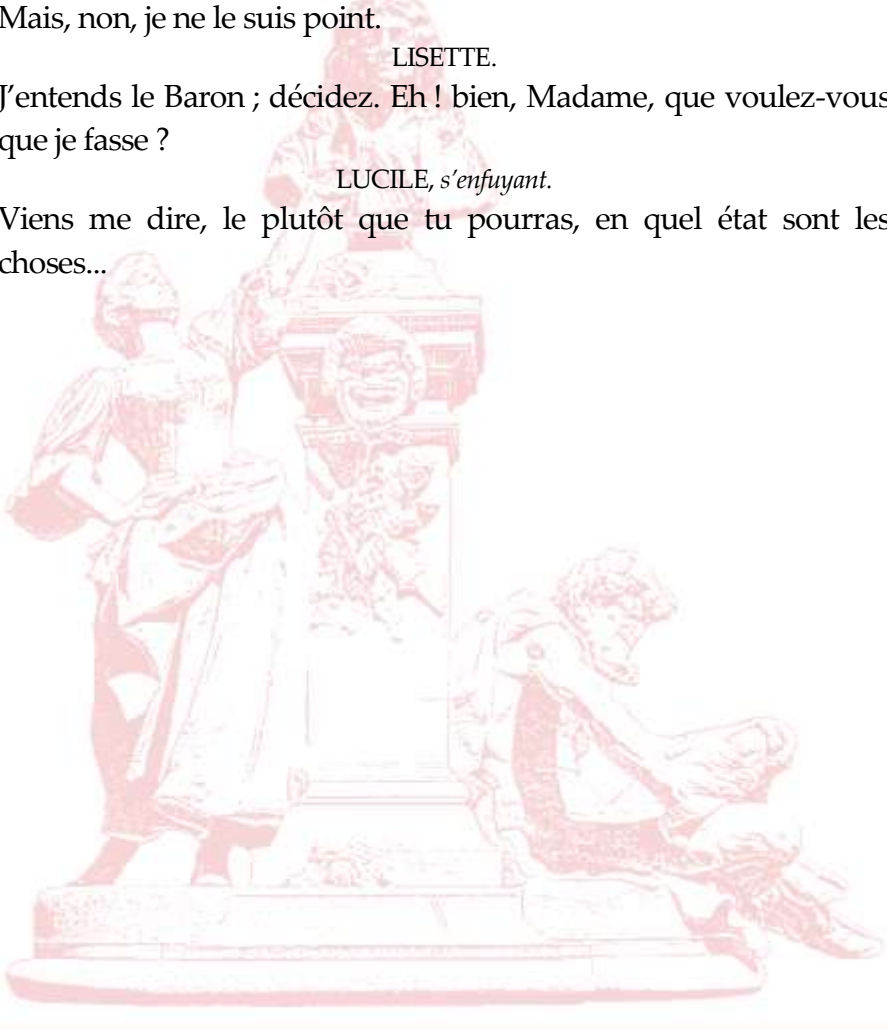 Mais, non, je ne le suis point.
LISETTE.
J'entends le Baron ; décidez. Eh ! bien, Madame, que voulez-vous
que je fasse ?
LUCILE, s'enfuyant.
Viens me dire, le plutôt que tu pourras, en quel état sont les
choses...